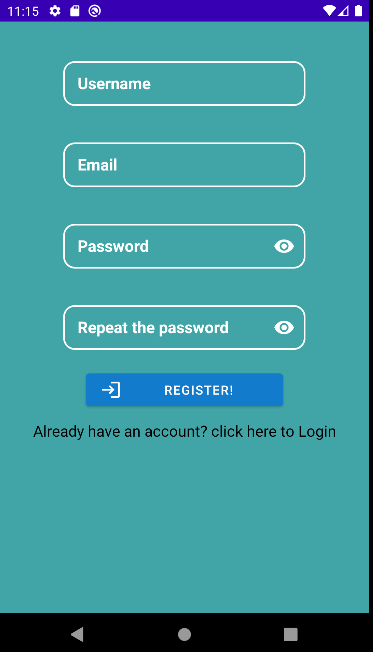 11:15
Username
Email
Password
Repeat the password
REGISTER!
Already have an account? click here to Login